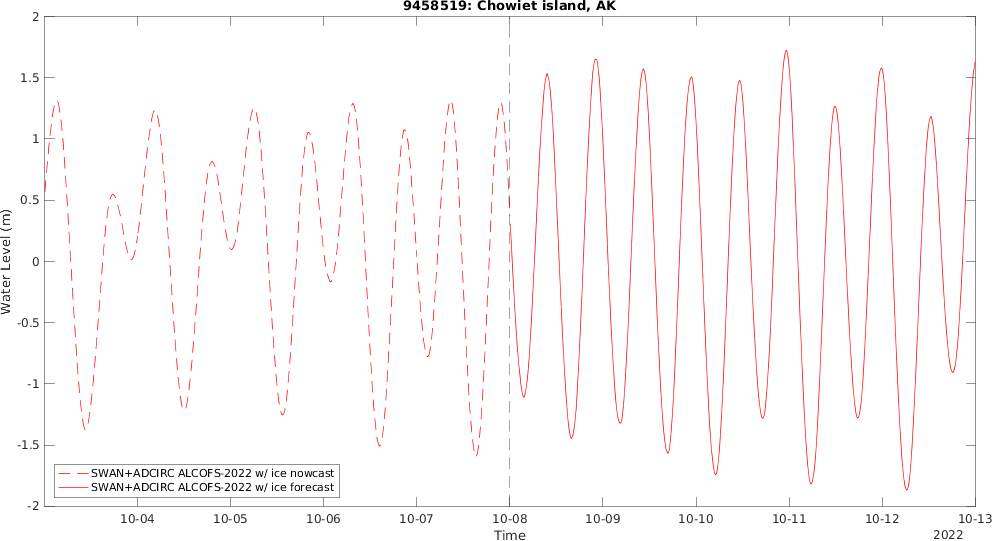 9458519: Chowiet island, AK
2
1.5
1
0.5
0
-0.5
-1
-1.5
-2
Water Level (m)
SWAN+ADCIRC ALCOFS-2022 w/ ice nowcast
SWAN+ADCIRC ALCOFS-2022 w/ ice forecast
10-04 10-05 10-06 10-07 10-08 10-09 10-10 10-11 10-12 10-13
Time
2022